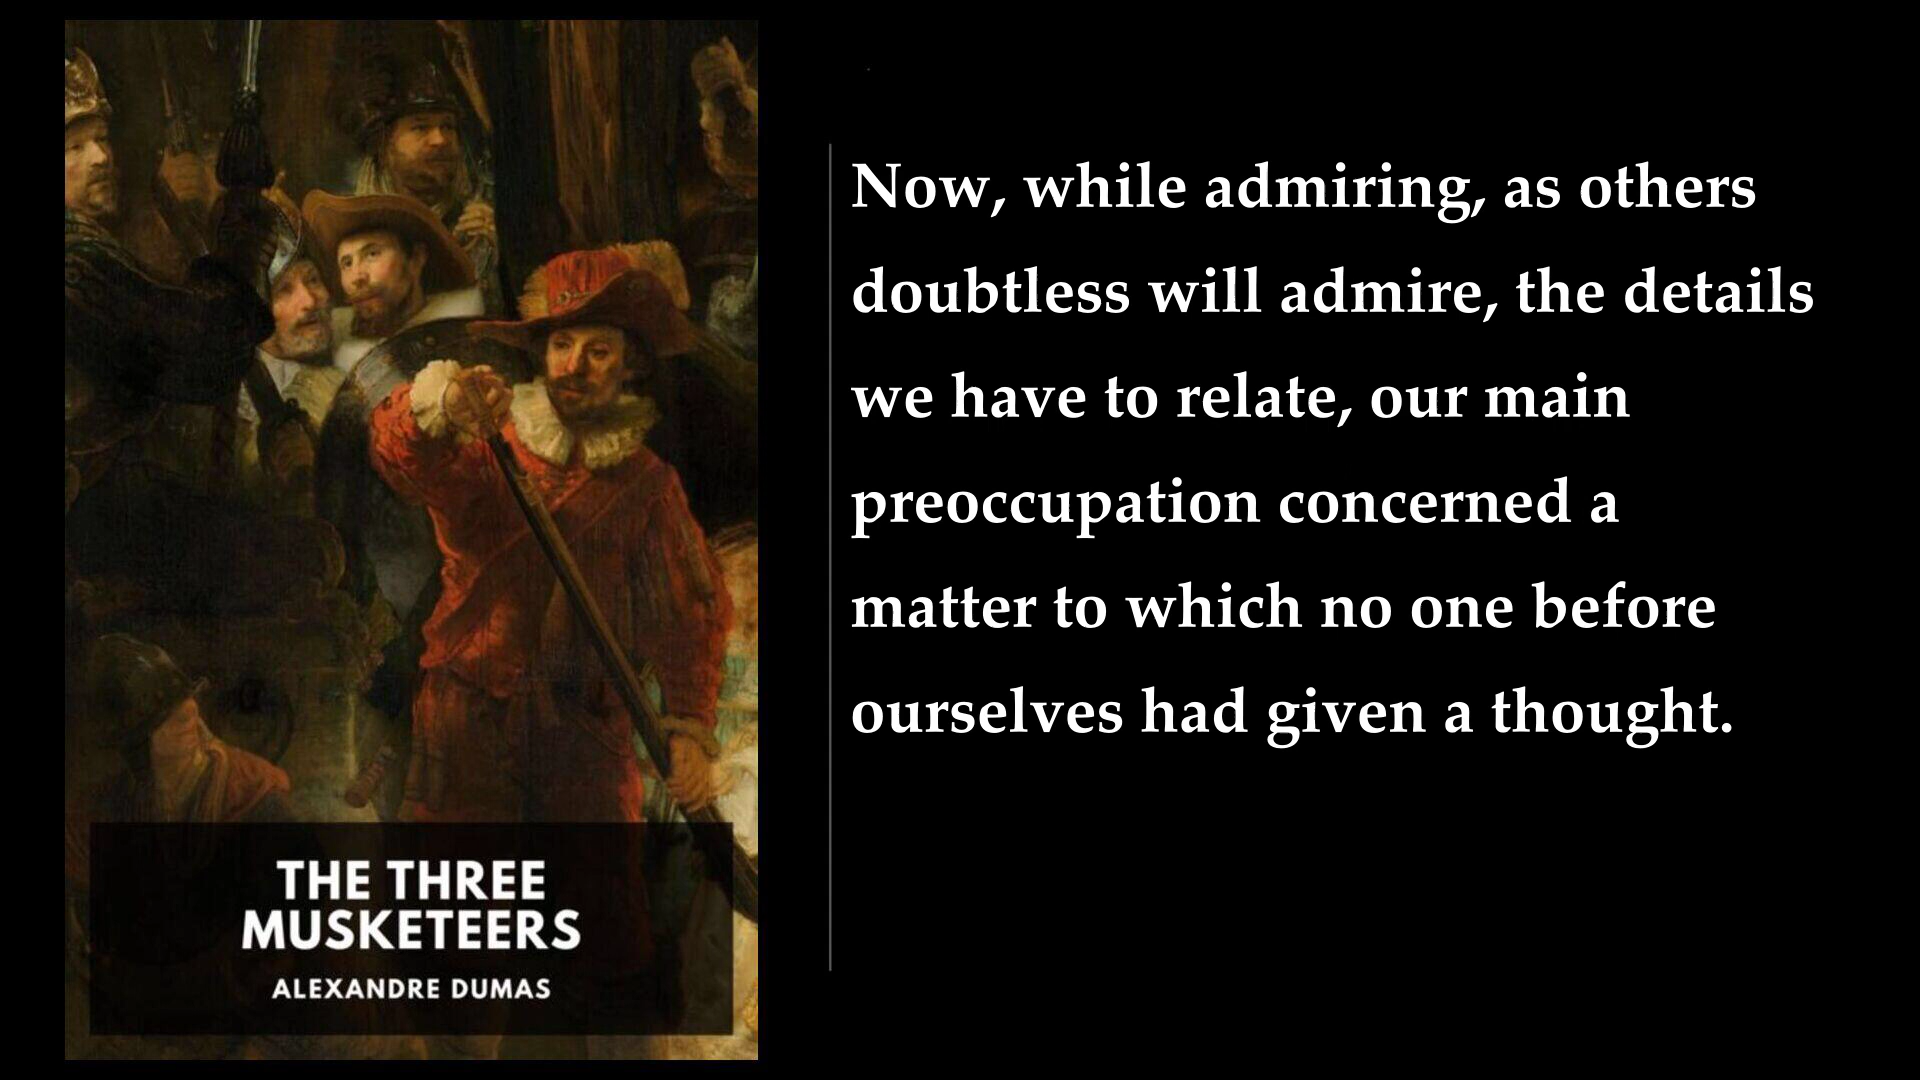 THE THREE
MUSKETEERS
ALEXANDRE DUMAS
Now, while admiring, as others
doubtless will admire, the details
we have to relate, our main
preoccupation concerned a
matter to which no one before
ourselves had given a thought.